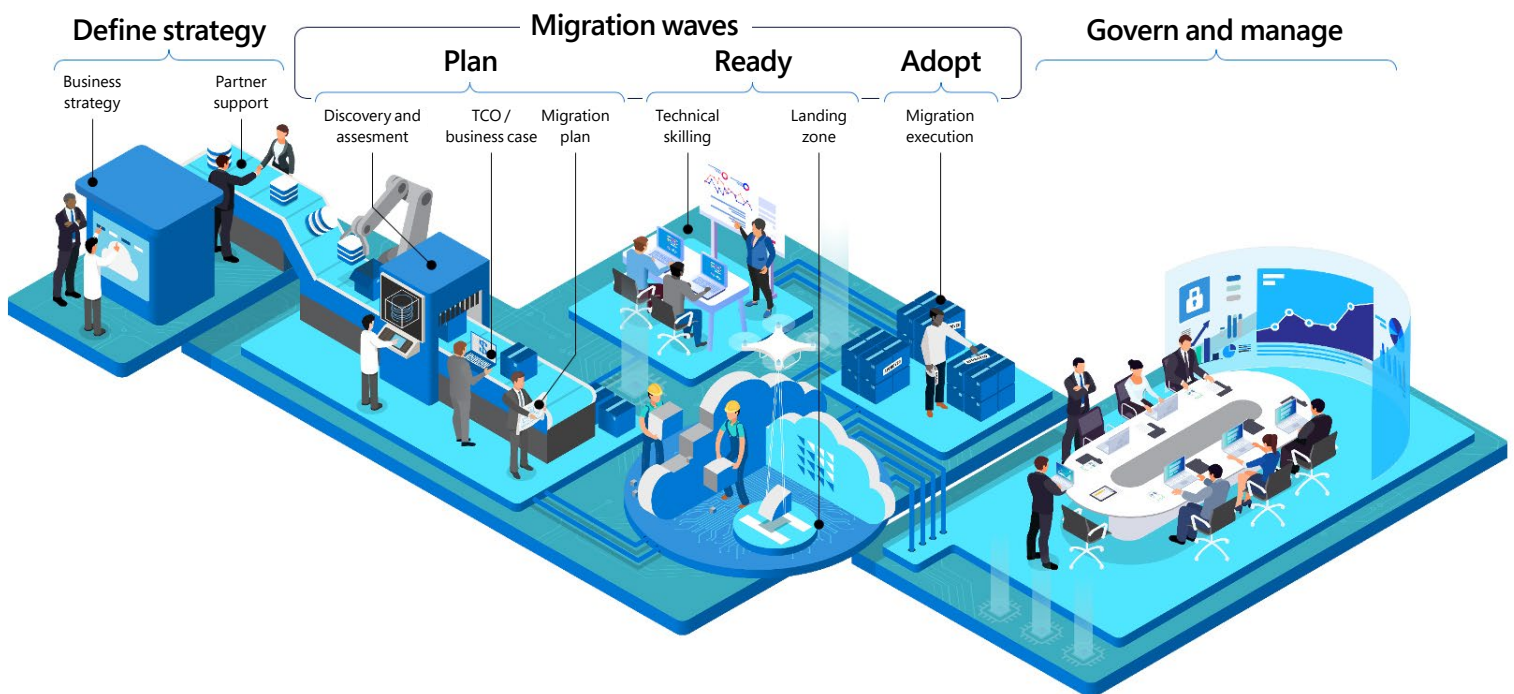 Define strategy
Migration waves
Govern and manage
Plan
Ready
Adopt
Business
strategy
Partner
support
Discovery and
assesment
TCO /
business case
Migration
plan
Technical
skilling
Landing
zone
Migration
execution